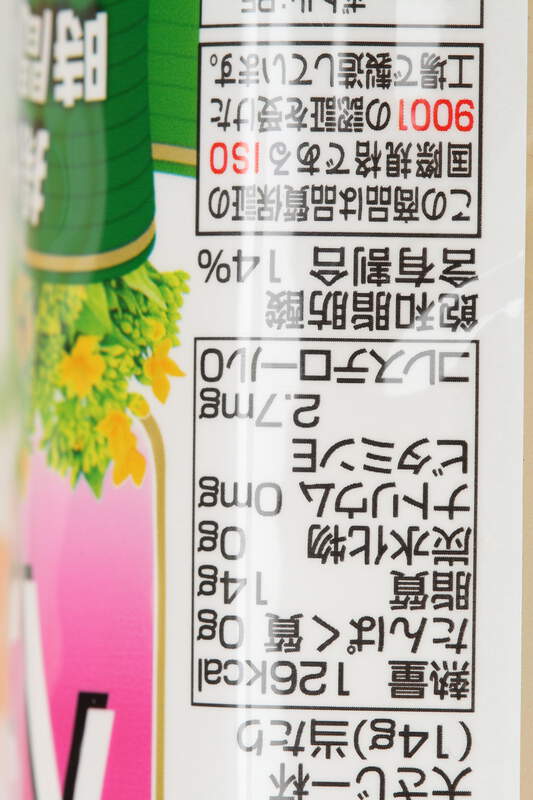 大さじ一杯
(14g)当たり
熱量 126kcal
たんぱく質 0g
脂質 14g
炭水化物 0g
ナトリウム 0mg
ビタミンE
2.7mg
コレステロール0
飽和脂肪酸
含有割合 14%
この商品は品質保証の
国際規格であるISO
9001の認証を受けた
工場で製造しています。